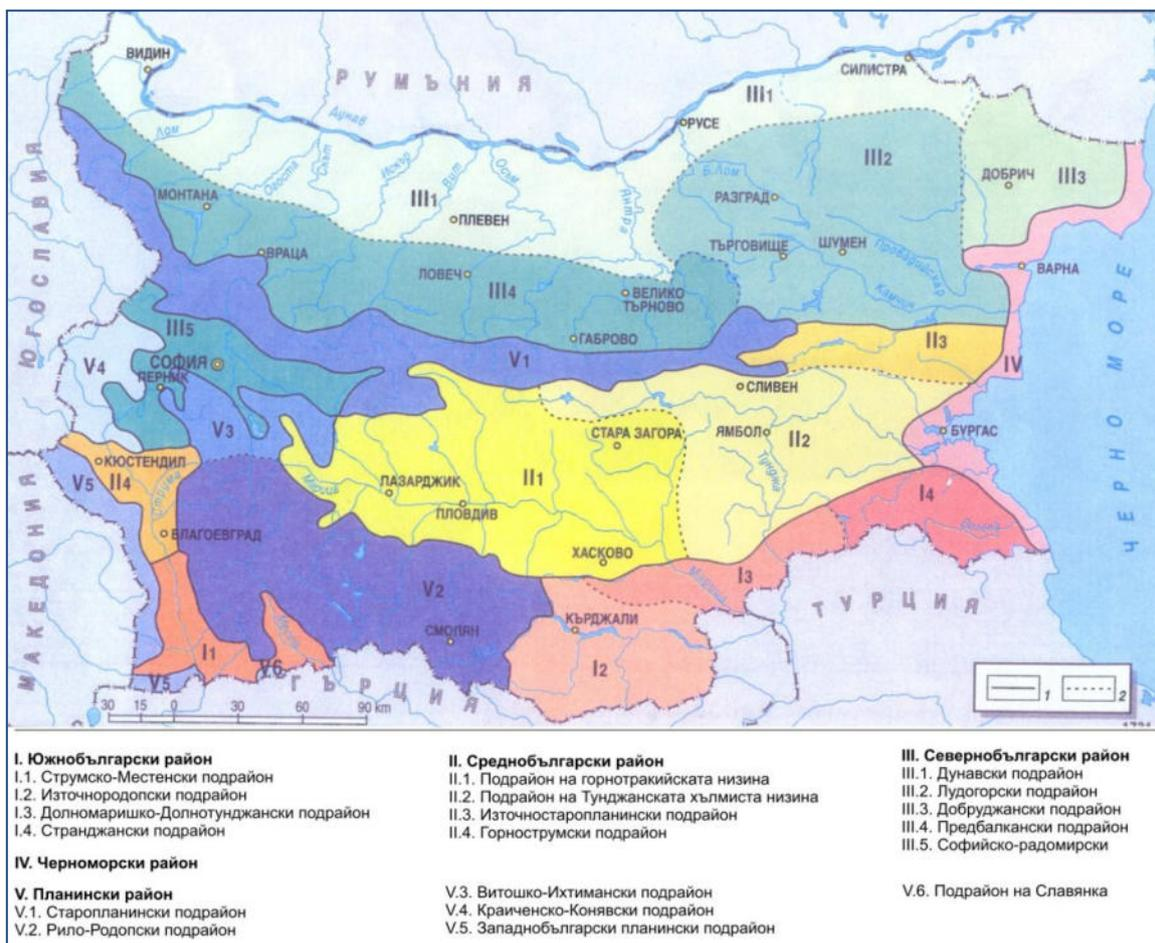 ВИДИН
РУМЪНИЯ
СИЛИСТРА
III1
РУСЕ
Дунав
Лом
Огоста
Скът
Искър
Вит
Осъм
Янтра
Б.Лом
III2
ДОБРИЧ
III3
МОНТАНА
III1
ПЛЕВЕН
РАЗГРАД
ВРАЦА
ЛОВЕЧ
III4
ВЕЛИКО
ТЪРНОВО
ТЪРГОВИЩЕ
ШУМЕН
Провадийска р.
Камчия
ВАРНА
ЮГОСЛАВИЯ
III5
СОФИЯ
V4
ПЕРНИК
V1
ГАБРОВО
II3
IV
ЧЕРНО МОРЕ
V3
СЛИВЕН
СТАРА ЗАГОРА
ЯМБОЛ
II2
БУРГАС
КЮСТЕНДИЛ
V5
II4
Струма
Марица
ПАЗАРДЖИК
ПЛОВДИВ
II1
Тунджа
I4
БЛАГОЕВГРАД
ХАСКОВО
I3
Марица
МАКЕДОНИЯ
V2
СМОЛЯН
КЪРДЖАЛИ
ТУРЦИЯ
I1
Места
V6
V5
ГЪРЦИЯ
I2
30 15 0 30 60 90 km
1 2
I. Южнобългарски район
I.1. Струмско-Местенски подрайон
I.2. Източнородопски подрайон
I.3. Долномаришко-Долнотунджански подрайон
I.4. Странджански подрайон
IV. Черноморски район
V. Планински район
V.1. Старопланински подрайон
V.2. Рило-Родопски подрайон
II. Среднобългарски район
II.1. Подрайон на горнотракийската низина
II.2. Подрайон на Тунджанската хълмиста низина
II.3. Източностаропланински подрайон
II.4. Горнострумски подрайон
V.3. Витошко-Ихтимански подрайон
V.4. Краиченско-Конявски подрайон
V.5. Западнобългарски планински подрайон
III. Севернобългарски район
III.1. Дунавски подрайон
III.2. Лудогорски подрайон
III.3. Добруджански подрайон
III.4. Предбалкански подрайон
III.5. Софийско-радомирски
V.6. Подрайон на Славянка